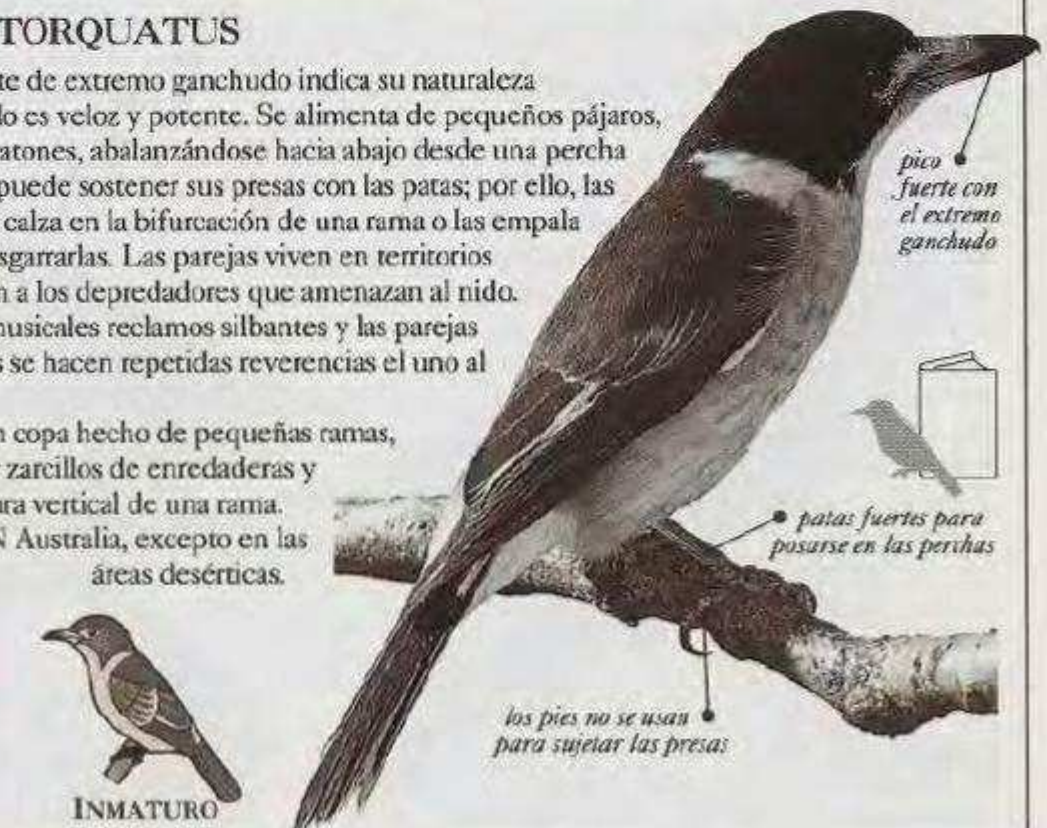 TORQUATUS
te de extremo ganchudo indica su naturaleza
lo es veloz y potente. Se alimenta de pequeños pájaros,
atones, abalanzándose hacia abajo desde una percha
puede sostener sus presas con las patas; por ello, las
calza en la bifurcación de una rama o las empala
sgarrarlas. Las parejas viven en territorios
n a los depredadores que amenazan al nido.
musicales reclamos silbantes y las parejas
s se hacen repetidas reverencias el uno al
n copa hecho de pequeñas ramas,
zarcillos de enredaderas y
ura vertical de una rama.
N Australia, excepto en las
áreas desérticas.
pico
fuerte con
el extremo
ganchudo
patas fuertes para
posarse en las perchas
los pies no se usan
para sujetar las presas
INMATURO